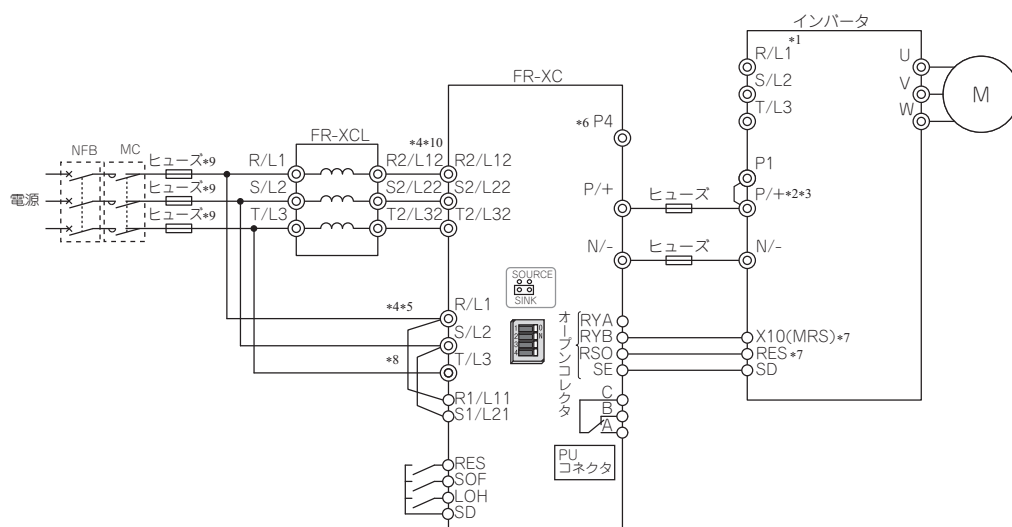 インバータ
*1
R/L1
S/L2
T/L3
U
V
W
M
FR-XC
*6 P4
P1
P/+
ヒューズ
P/+*2*3
N/-
ヒューズ
N/-
FR-XCL
*4*10
NFB
MC
ヒューズ*9
R/L1
R2/L12
R2/L12
ヒューズ*9
S/L2
S2/L22
S2/L22
電源
ヒューズ*9
T/L3
T2/L32
T2/L32
SOURCE
SINK
*4*5
R/L1
S/L2
*8
T/L3
R1/L11
S1/L21
1
2
3
4
O
N
オープンコレクタ
RYA
RYB
X10(MRS)*7
RSO
RES*7
SE
SD
C
B
A
PU
コネクタ
RES
SOF
LOH
SD